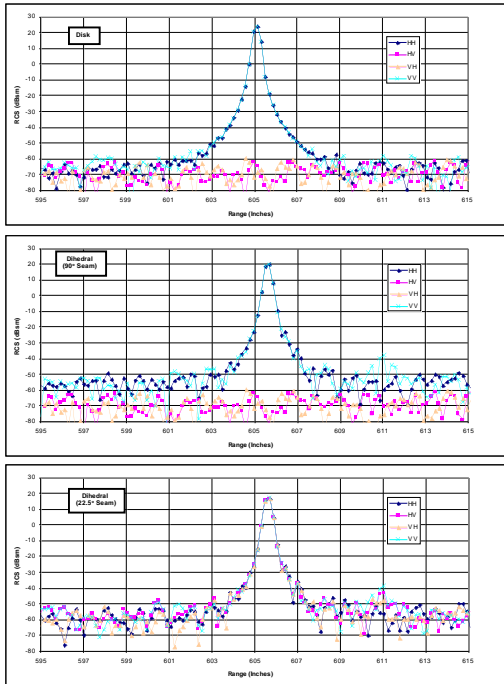 30
20
10
0
-10
-20
-30
-40
-50
-60
-70
-80
RCS (dBsm)
Disk
HH
HV
VH
VV
595 597 599 601 603 605 607 609 611 613 615
Range (Inches)
30
20
10
0
-10
-20
-30
-40
-50
-60
-70
-80
RCS (dBsm)
Dihedral
(90° Seam)
HH
HV
VH
VV
595 597 599 601 603 605 607 609 611 613 615
Range (Inches)
30
20
10
0
-10
-20
-30
-40
-50
-60
-70
-80
RCS (dBsm)
Dihedral
(22.5° Seam)
HH
HV
VH
VV
595 597 599 601 603 605 607 609 611 613 615
Range (Inches)